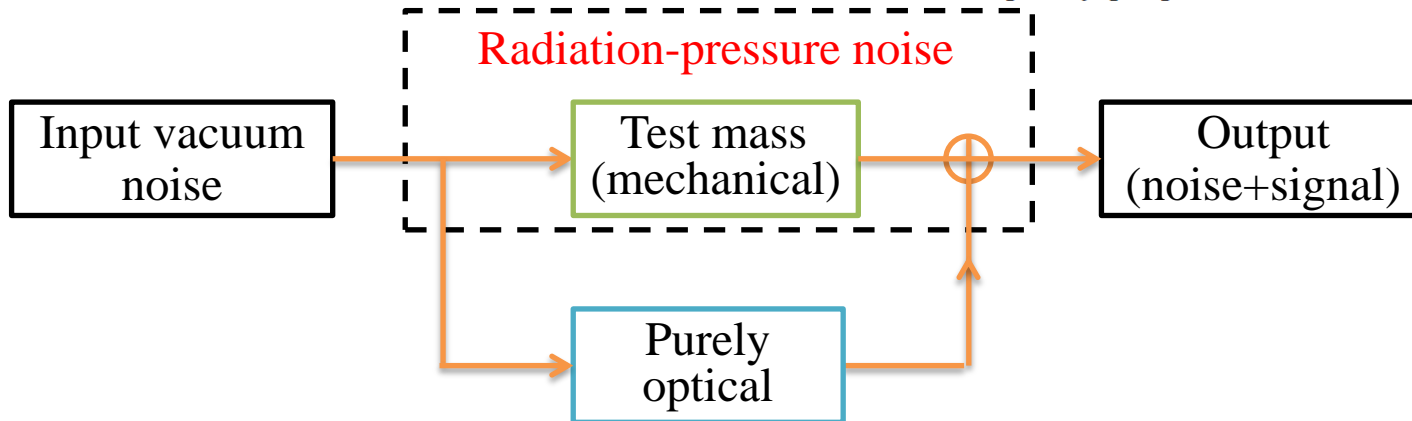 Radiation-pressure noise
Input vacuum
noise
Test mass
(mechanical)
Output
(noise+signal)
Purely
optical